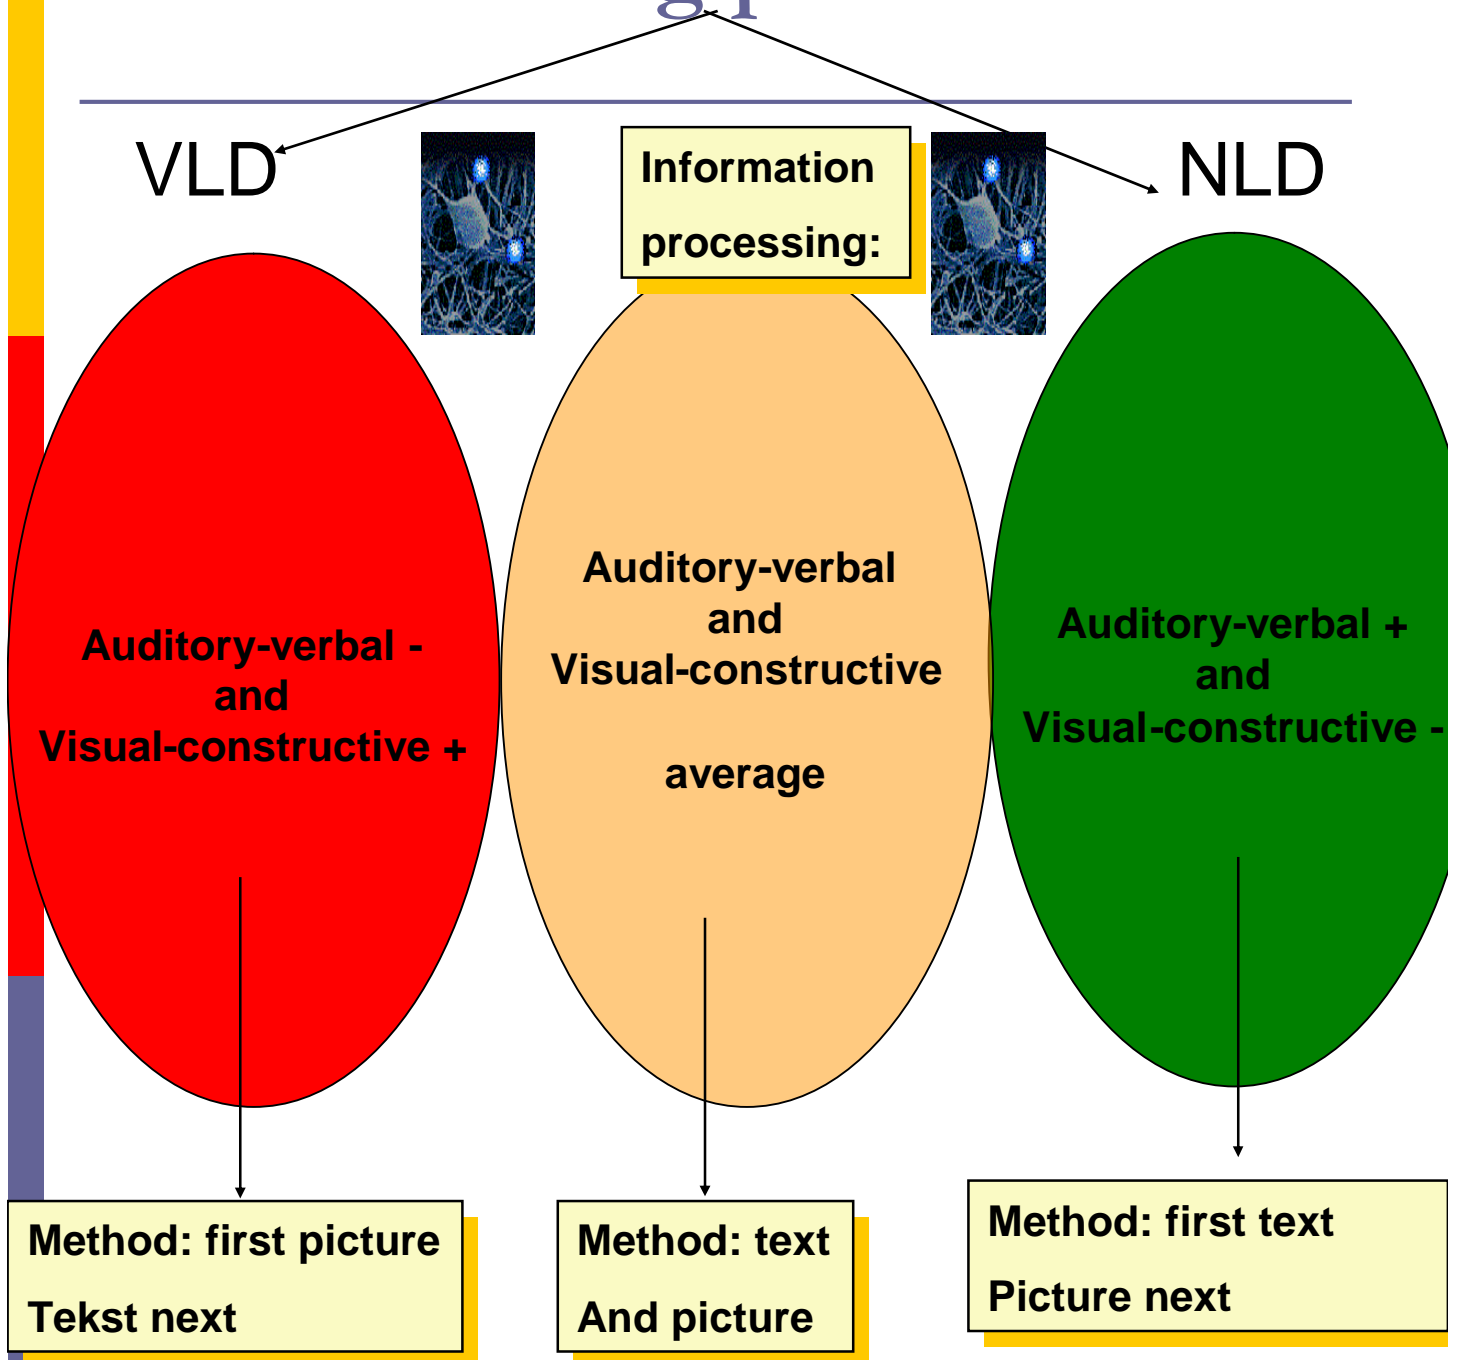 VLD
Information
processing:
NLD
Auditory-verbal -
and
Visual-constructive +
Auditory-verbal
and
Visual-constructive
average
Auditory-verbal +
and
Visual-constructive -
Method: first picture
Tekst next
Method: text
And picture
Method: first text
Picture next